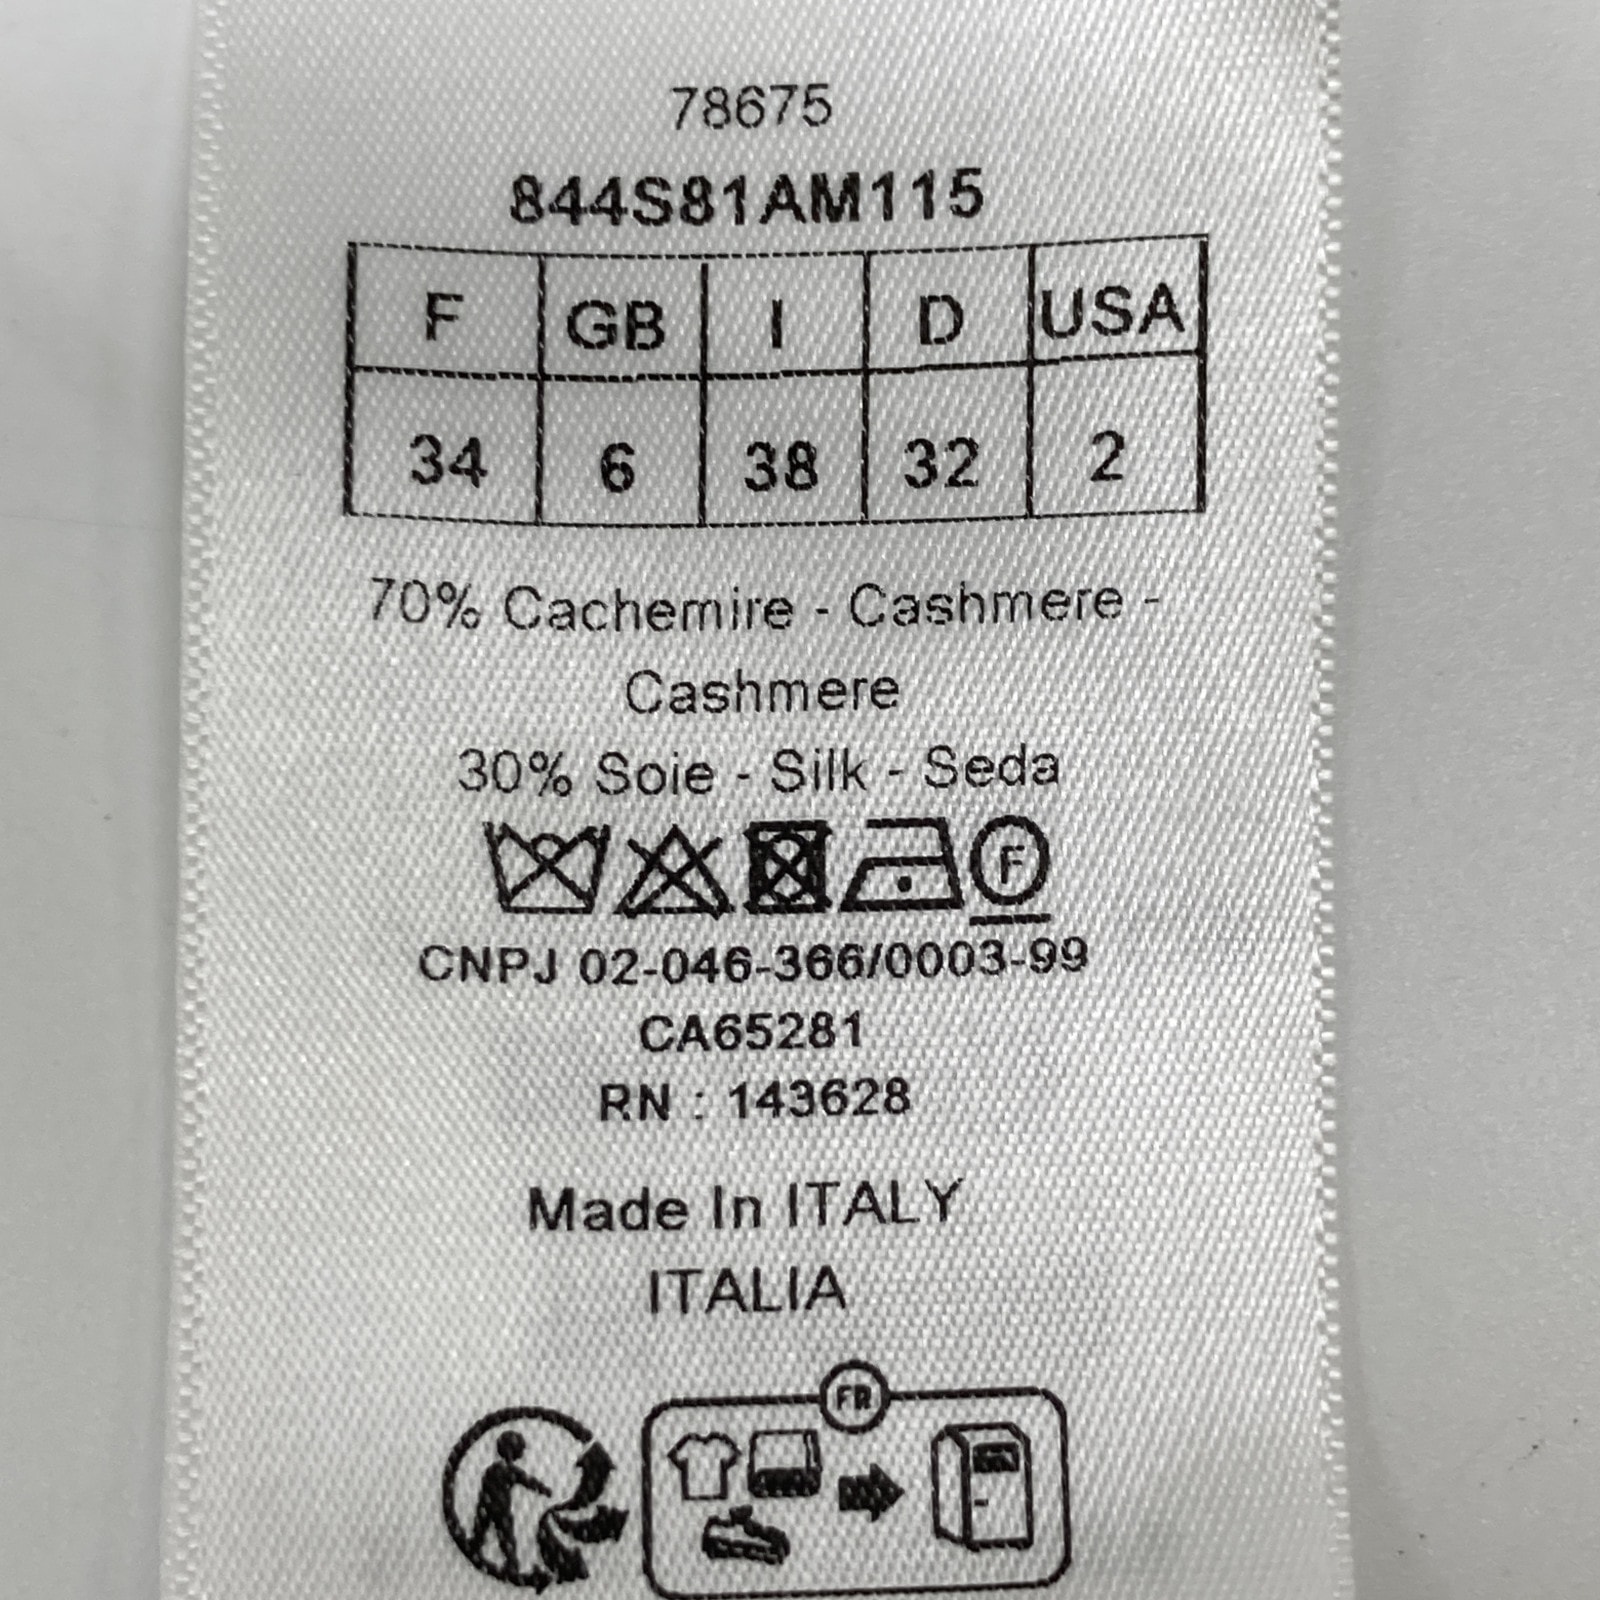 78675
844S81AM115
F GB I D USA
34 6 38 32 2
70% Cachemire - Cashmere -
Cashmere
30% Soie - Silk - Seda
F
CNPJ 02-046-366/0003-99
CA65281
RN : 143628
Made In ITALY
ITALIA
FR